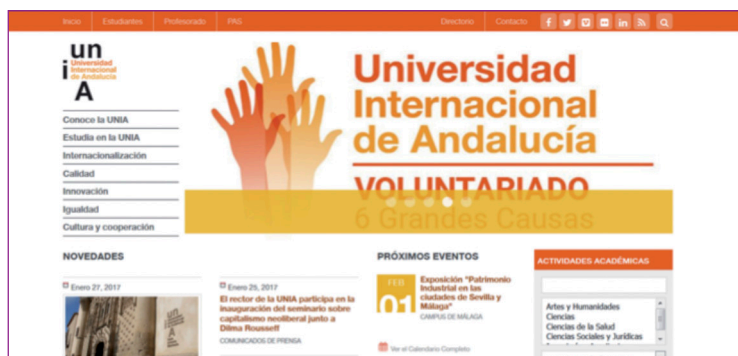 Inicio Estudiantes Profesorado PAS Directorio Contacto
un
i Universidad
Internacional
de Andalucía
A
Conoce la UNIA
Estudia en la UNIA
Internacionalización
Calidad
Innovación
Igualdad
Cultura y cooperación
Universidad
Internacional
de Andalucía
VOLUNTARIADO
6 Grandes Causas
NOVEDADES
Enero 27, 2017
Enero 25, 2017
El rector de la UNIA participa en la
inauguración del seminario sobre
capitalismo neoliberal junto a
Dilma Rousseff
COMUNICADOS DE PRENSA
PRÓXIMOS EVENTOS
FEB
01
Exposición "Patrimonio
Industrial en las
ciudades de Sevilla y
Málaga"
CAMPUS DE MÁLAGA
Ver el Calendario Completo
ACTIVIDADES ACADÉMICAS
Artes y Humanidades
Ciencias
Ciencias de la Salud
Ciencias Sociales y Jurídicas